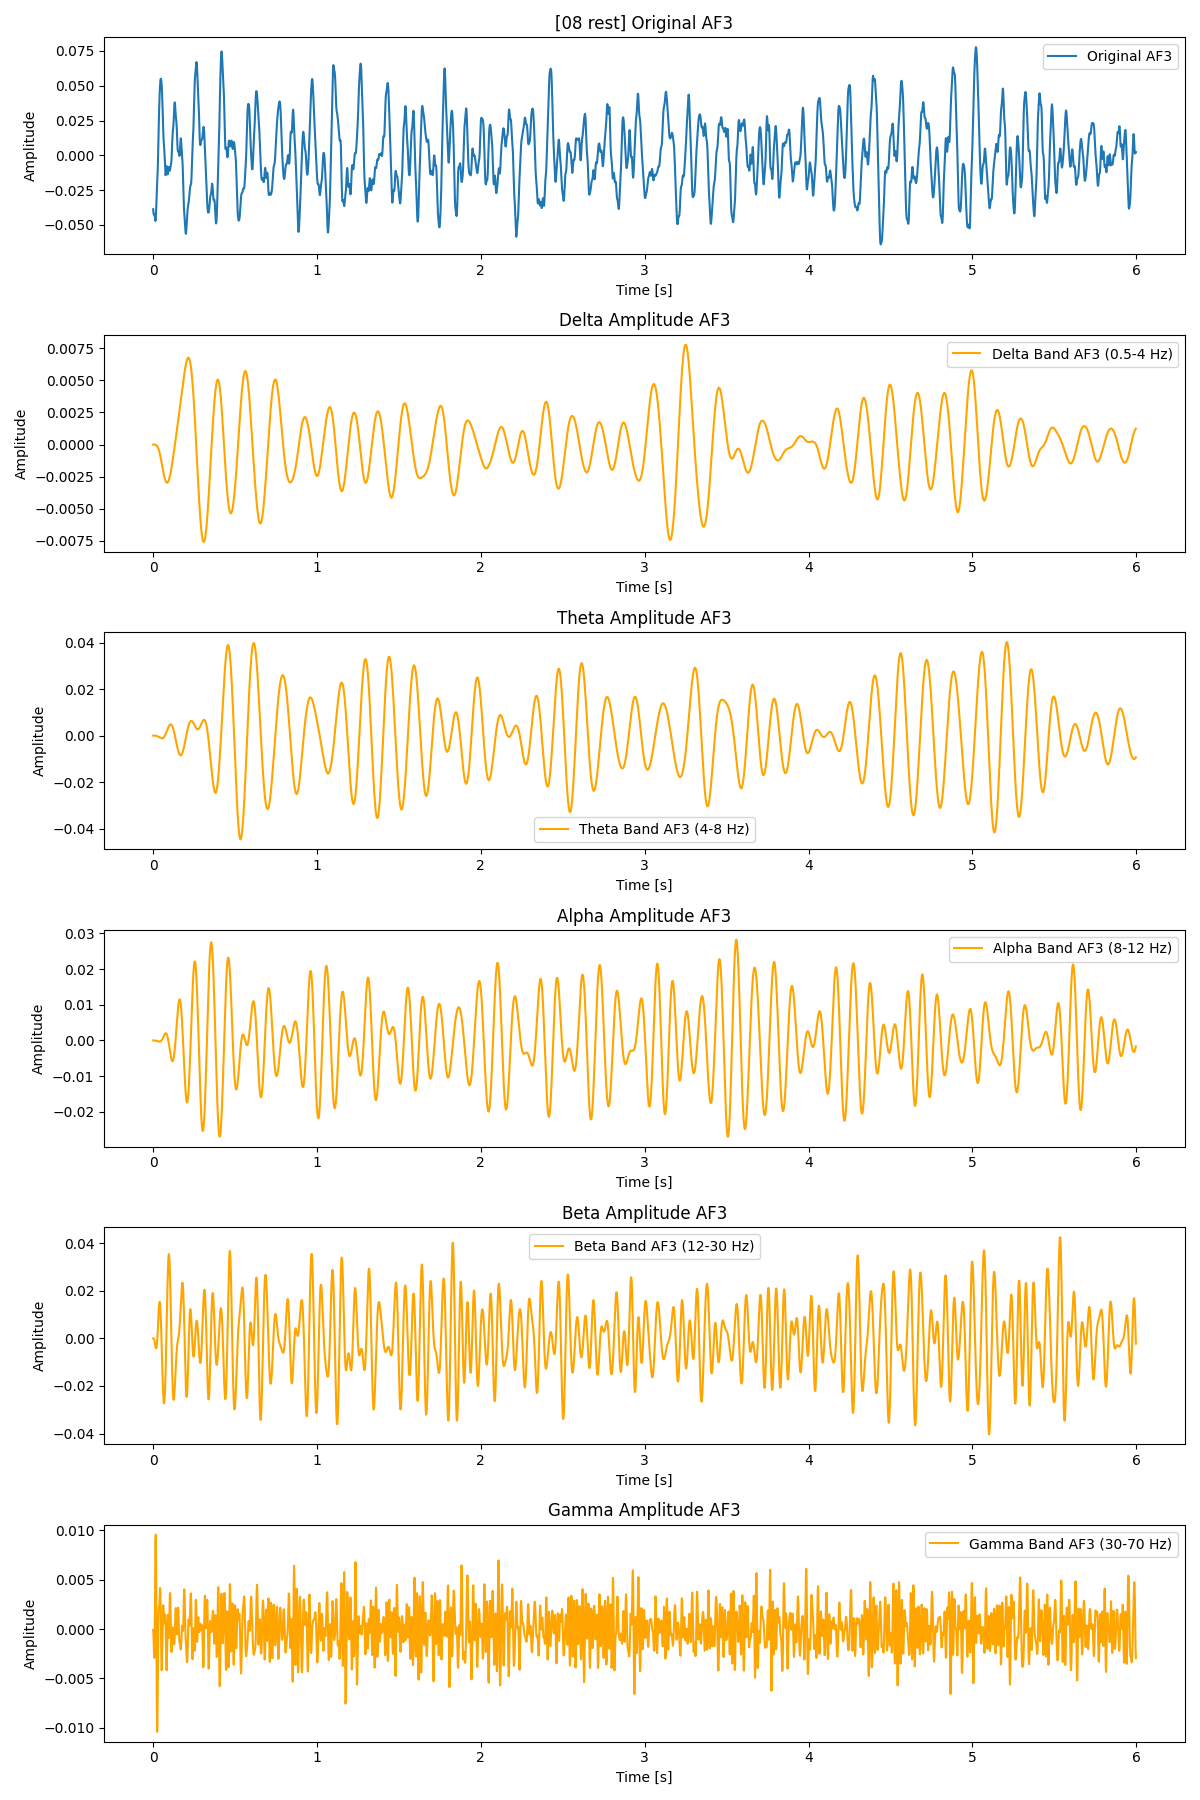 [08 rest] Original AF3
Original AF3
Amplitude
0.075
0.050
0.025
0.000
−0.025
−0.050
0 1 2 3 4 5 6
Time [s]
Delta Amplitude AF3
Delta Band AF3 (0.5-4 Hz)
Amplitude
0.0075
0.0050
0.0025
0.0000
−0.0025
−0.0050
−0.0075
0 1 2 3 4 5 6
Time [s]
Theta Amplitude AF3
Amplitude
0.04
0.02
0.00
−0.02
−0.04
Theta Band AF3 (4-8 Hz)
0 1 2 3 4 5 6
Time [s]
Alpha Amplitude AF3
Alpha Band AF3 (8-12 Hz)
Amplitude
0.03
0.02
0.01
0.00
−0.01
−0.02
0 1 2 3 4 5 6
Time [s]
Beta Amplitude AF3
Beta Band AF3 (12-30 Hz)
Amplitude
0.04
0.02
0.00
−0.02
−0.04
0 1 2 3 4 5 6
Time [s]
Gamma Amplitude AF3
Gamma Band AF3 (30-70 Hz)
Amplitude
0.010
0.005
0.000
−0.005
−0.010
0 1 2 3 4 5 6
Time [s]